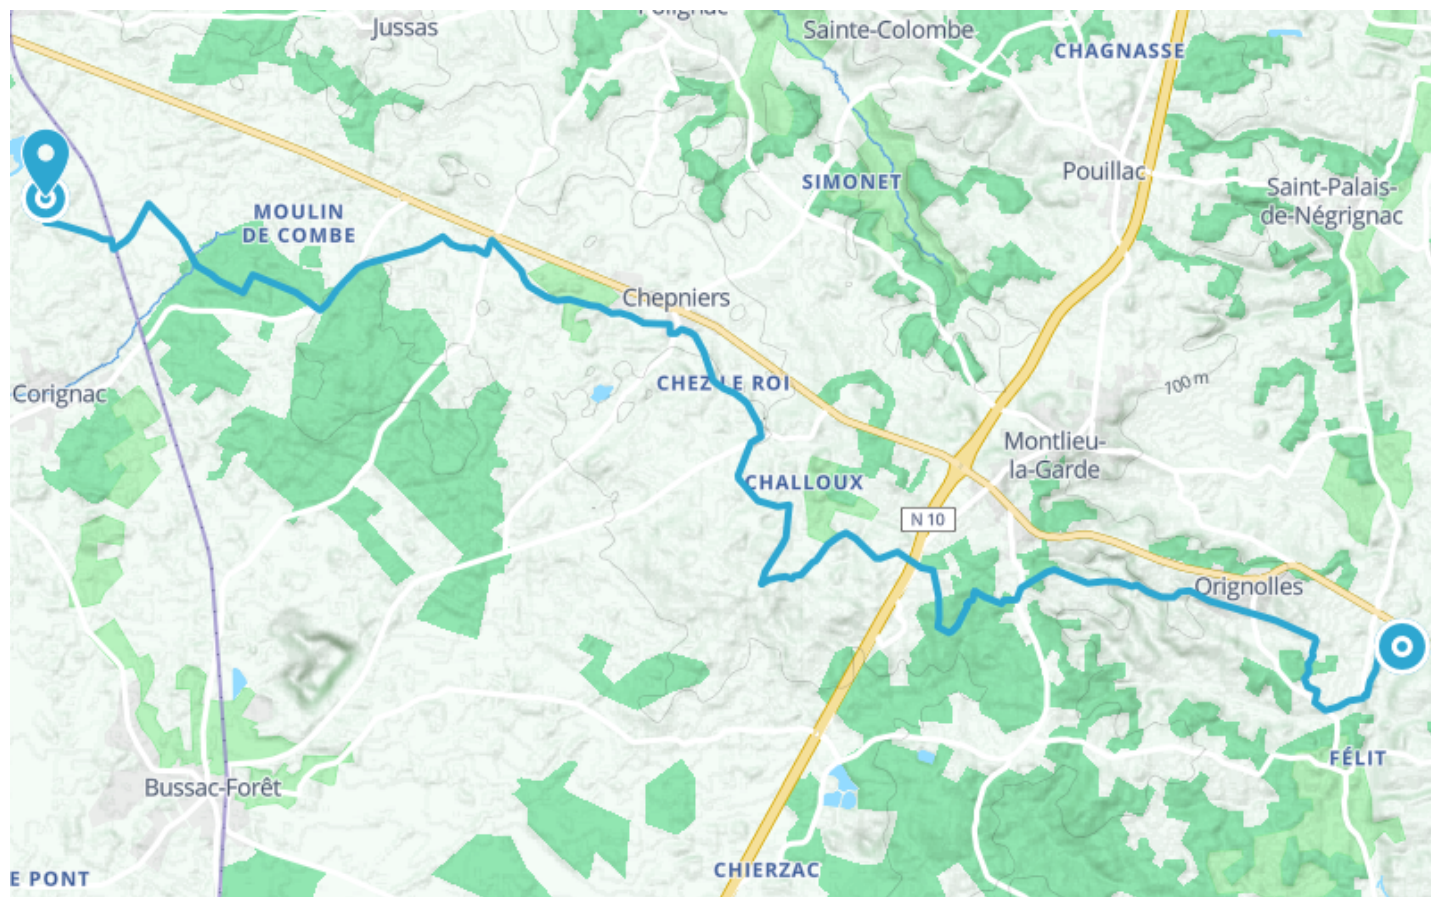 Jussas
Sainte-Colombe
CHAGNASSE
Pouillac
SIMONET
Saint-Palais-
de-Négrignac
MOULIN
DE COMBE
Chepniers
CHEZ LE ROI
100 m
Corignac
Montlieu-
la-Garde
CHALLOUX
N 10
Orignolles
FÉLIT
Bussac-Forêt
CHIERZAC
E PONT